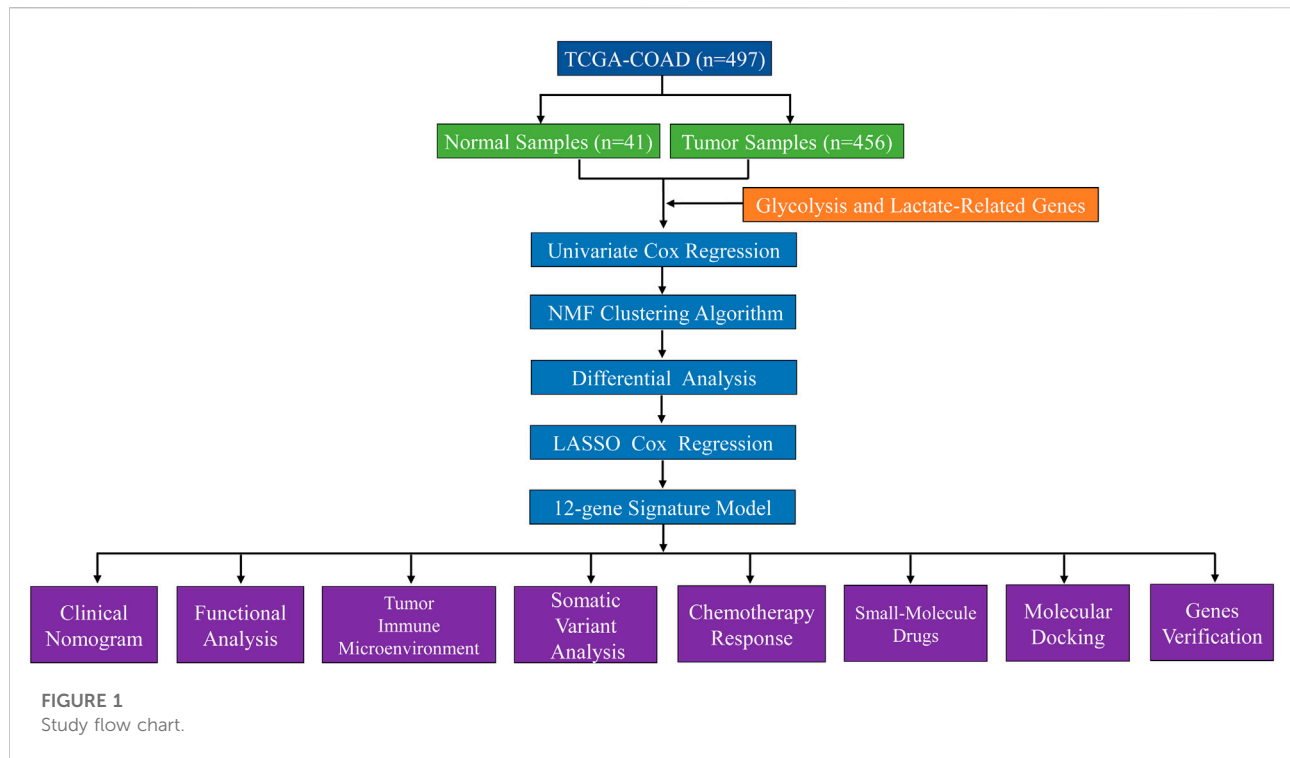 TCGA-COAD (n=497)
Normal Samples (n=41)
Tumor Samples (n=456)
Glycolysis and Lactate-Related Genes
Univariate Cox Regression
NMF Clustering Algorithm
Differential Analysis
LASSO Cox Regression
12-gene Signature Model
Clinical
Nomogram
Functional
Analysis
Tumor
Immune
Microenvironment
Somatic
Variant
Analysis
Chemotherapy
Response
Small-Molecule
Drugs
Molecular
Docking
Genes
Verification
FIGURE 1
Study flow chart.